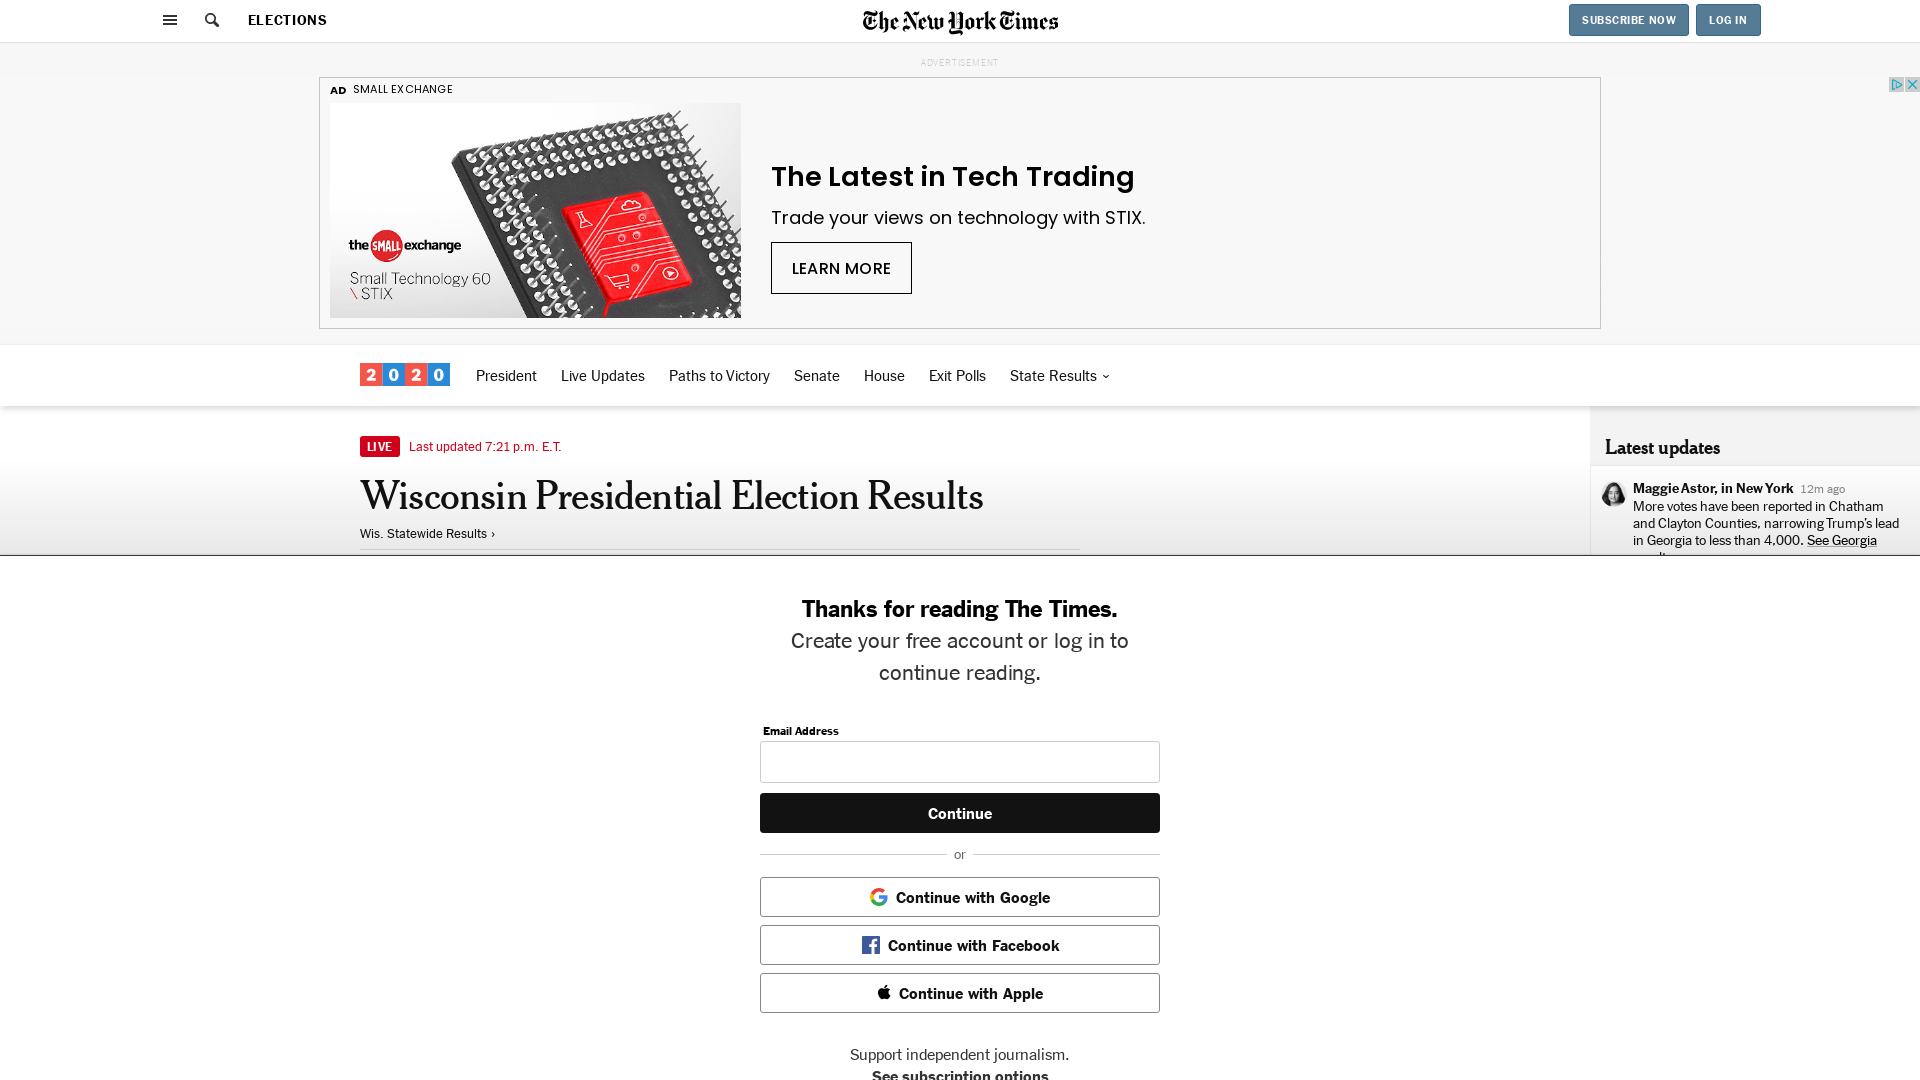 ELECTIONS
The New York Times
SUBSCRIBE NOW
LOG IN
ADVERTISEMENT
AD SMALL EXCHANGE
the SMALL exchange
Small Technology 60
\ STIX
The Latest in Tech Trading
Trade your views on technology with STIX.
LEARN MORE
2020
President
Live Updates
Paths to Victory
Senate
House
Exit Polls
State Results
LIVE Last updated 7:21 p.m. E.T.
Wisconsin Presidential Election Results
Wis. Statewide Results ›
Latest updates
Maggie Astor, in New York 12m ago
More votes have been reported in Chatham
and Clayton Counties, narrowing Trump’s lead
in Georgia to less than 4,000. See Georgia
Thanks for reading The Times.
Create your free account or log in to
continue reading.
Email Address
Continue
or
Continue with Google
Continue with Facebook
Continue with Apple
Support independent journalism.
See subscription options